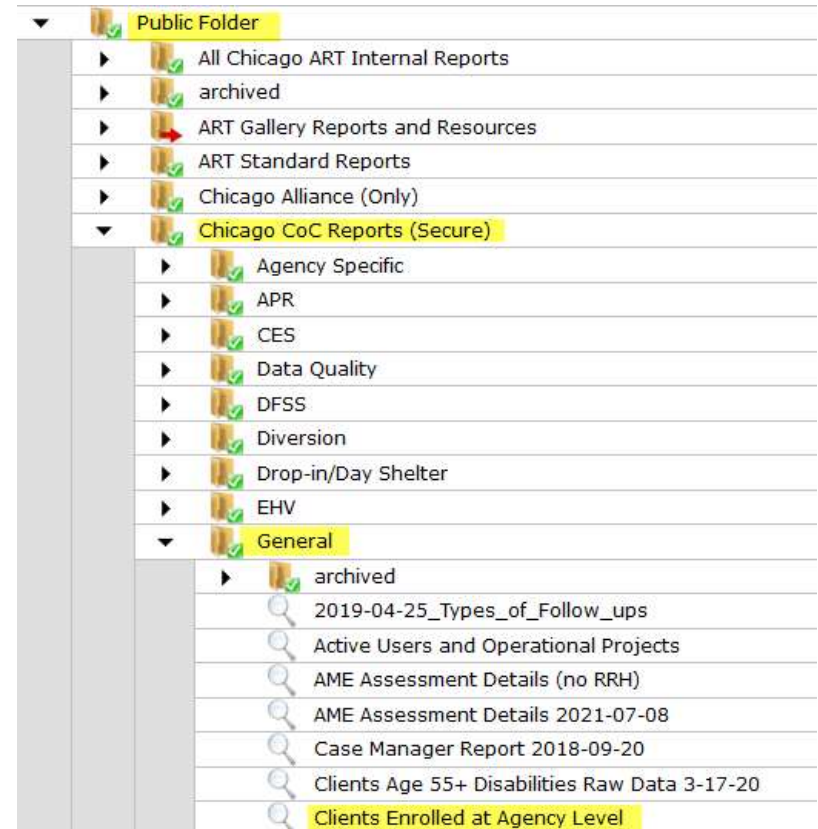 Public Folder
All Chicago ART Internal Reports
archived
ART Gallery Reports and Resources
ART Standard Reports
Chicago Alliance (Only)
Chicago CoC Reports (Secure)
Agency Specific
APR
CES
Data Quality
DFSS
Diversion
Drop-in/Day Shelter
EHV
General
archived
2019-04-25_Types_of_Follow_ups
Active Users and Operational Projects
AME Assessment Details (no RRH)
AME Assessment Details 2021-07-08
Case Manager Report 2018-09-20
Clients Age 55+ Disabilities Raw Data 3-17-20
Clients Enrolled at Agency Level